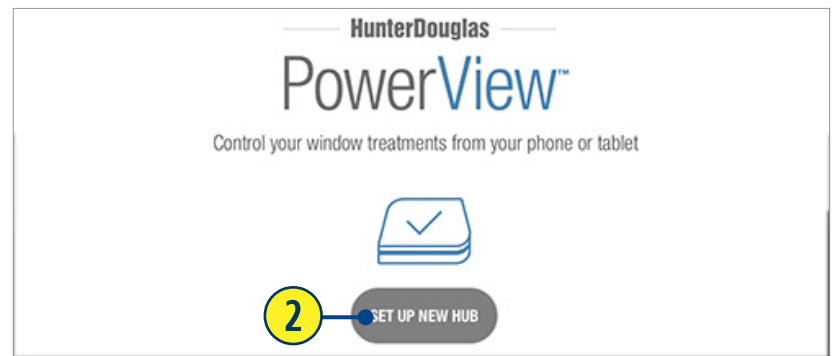 HunterDouglas
PowerView™
Control your window treatments from your phone or tablet
2
SET UP NEW HUB